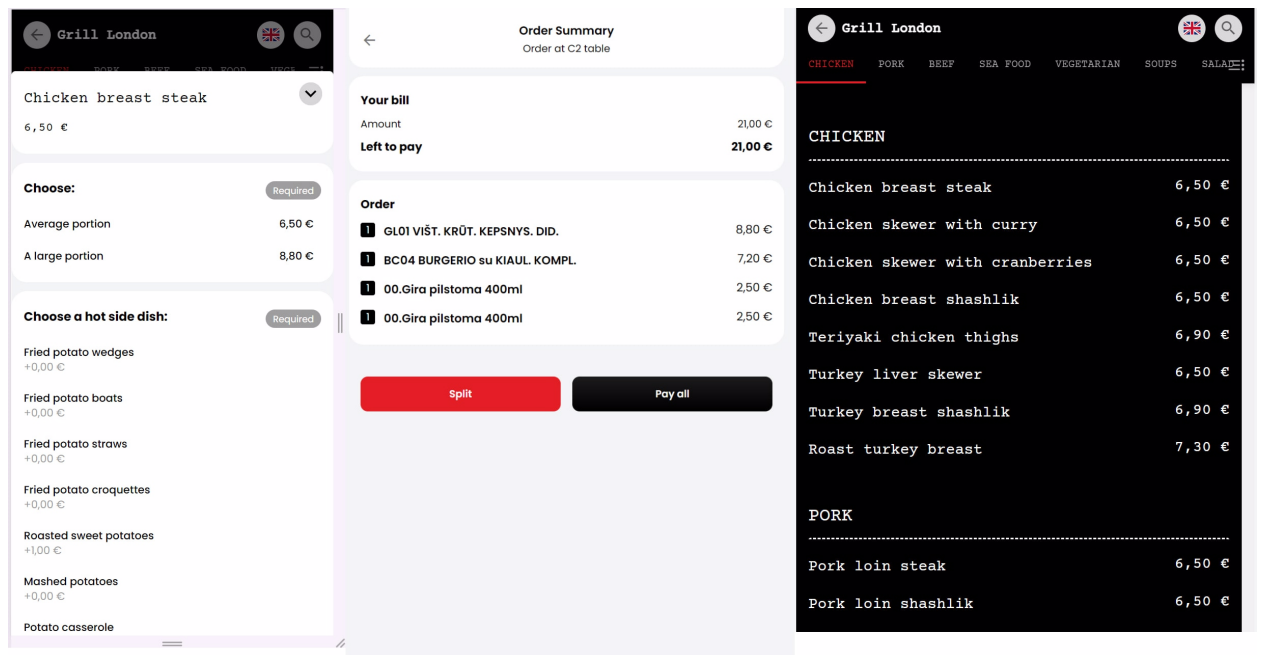 Grill London
CHICKEN PORK BEEF SEA FOOD VEGE
Chicken breast steak
6,50 €
Choose:
Required
Average portion
6,50 €
A large portion
8,80 €
Choose a hot side dish:
Required
Fried potato wedges
+0,00 €
Fried potato boats
+0,00 €
Fried potato straws
+0,00 €
Fried potato croquettes
+0,00 €
Roasted sweet potatoes
+1,00 €
Mashed potatoes
+0,00 €
Potato casserole
Order Summary
Order at C2 table
Your bill
Amount
21,00 €
Left to pay
21,00 €
Order
1 GL01 VIŠT. KRŪT. KEPSNYS. DID. 8,80 €
1 BC04 BURGERIO su KIAUL. KOMPL. 7,20 €
1 00.Gira pilstoma 400ml 2,50 €
1 00.Gira pilstoma 400ml 2,50 €
Split
Pay all
Grill London
CHICKEN PORK BEEF SEA FOOD VEGETARIAN SOUPS SALAD
CHICKEN
Chicken breast steak 6,50 €
Chicken skewer with curry 6,50 €
Chicken skewer with cranberries 6,50 €
Chicken breast shashlik 6,50 €
Teriyaki chicken thighs 6,90 €
Turkey liver skewer 6,50 €
Turkey breast shashlik 6,90 €
Roast turkey breast 7,30 €
PORK
Pork loin steak 6,50 €
Pork loin shashlik 6,50 €